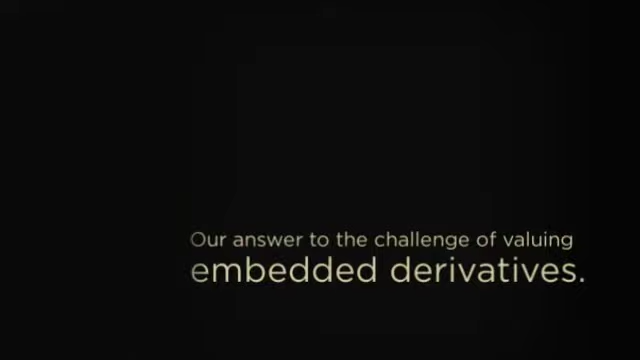 Our answer to the challenge of valuing
embedded derivatives.